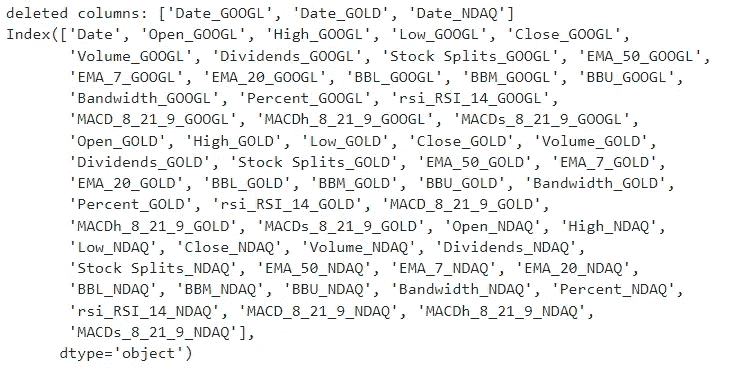 deleted columns: ['Date_GOOGL', 'Date_GOLD', 'Date_NDAQ']
Index(['Date', 'Open_GOOGL', 'High_GOOGL', 'Low_GOOGL', 'Close_GOOGL',
'Volume_GOOGL', 'Dividends_GOOGL', 'Stock Splits_GOOGL', 'EMA_50_GOOGL',
'EMA_7_GOOGL', 'EMA_20_GOOGL', 'BBL_GOOGL', 'BBM_GOOGL', 'BBU_GOOGL',
'Bandwidth_GOOGL', 'Percent_GOOGL', 'rsi_RSI_14_GOOGL',
'MACD_8_21_9_GOOGL', 'MACDh_8_21_9_GOOGL', 'MACDs_8_21_9_GOOGL',
'Open_GOLD', 'High_GOLD', 'Low_GOLD', 'Close_GOLD', 'Volume_GOLD',
'Dividends_GOLD', 'Stock Splits_GOLD', 'EMA_50_GOLD', 'EMA_7_GOLD',
'EMA_20_GOLD', 'BBL_GOLD', 'BBM_GOLD', 'BBU_GOLD', 'Bandwidth_GOLD',
'Percent_GOLD', 'rsi_RSI_14_GOLD', 'MACD_8_21_9_GOLD',
'MACDh_8_21_9_GOLD', 'MACDs_8_21_9_GOLD', 'Open_NDAQ', 'High_NDAQ',
'Low_NDAQ', 'Close_NDAQ', 'Volume_NDAQ', 'Dividends_NDAQ',
'Stock Splits_NDAQ', 'EMA_50_NDAQ', 'EMA_7_NDAQ', 'EMA_20_NDAQ',
'BBL_NDAQ', 'BBM_NDAQ', 'BBU_NDAQ', 'Bandwidth_NDAQ', 'Percent_NDAQ',
'rsi_RSI_14_NDAQ', 'MACD_8_21_9_NDAQ', 'MACDh_8_21_9_NDAQ',
'MACDs_8_21_9_NDAQ'],
dtype='object')